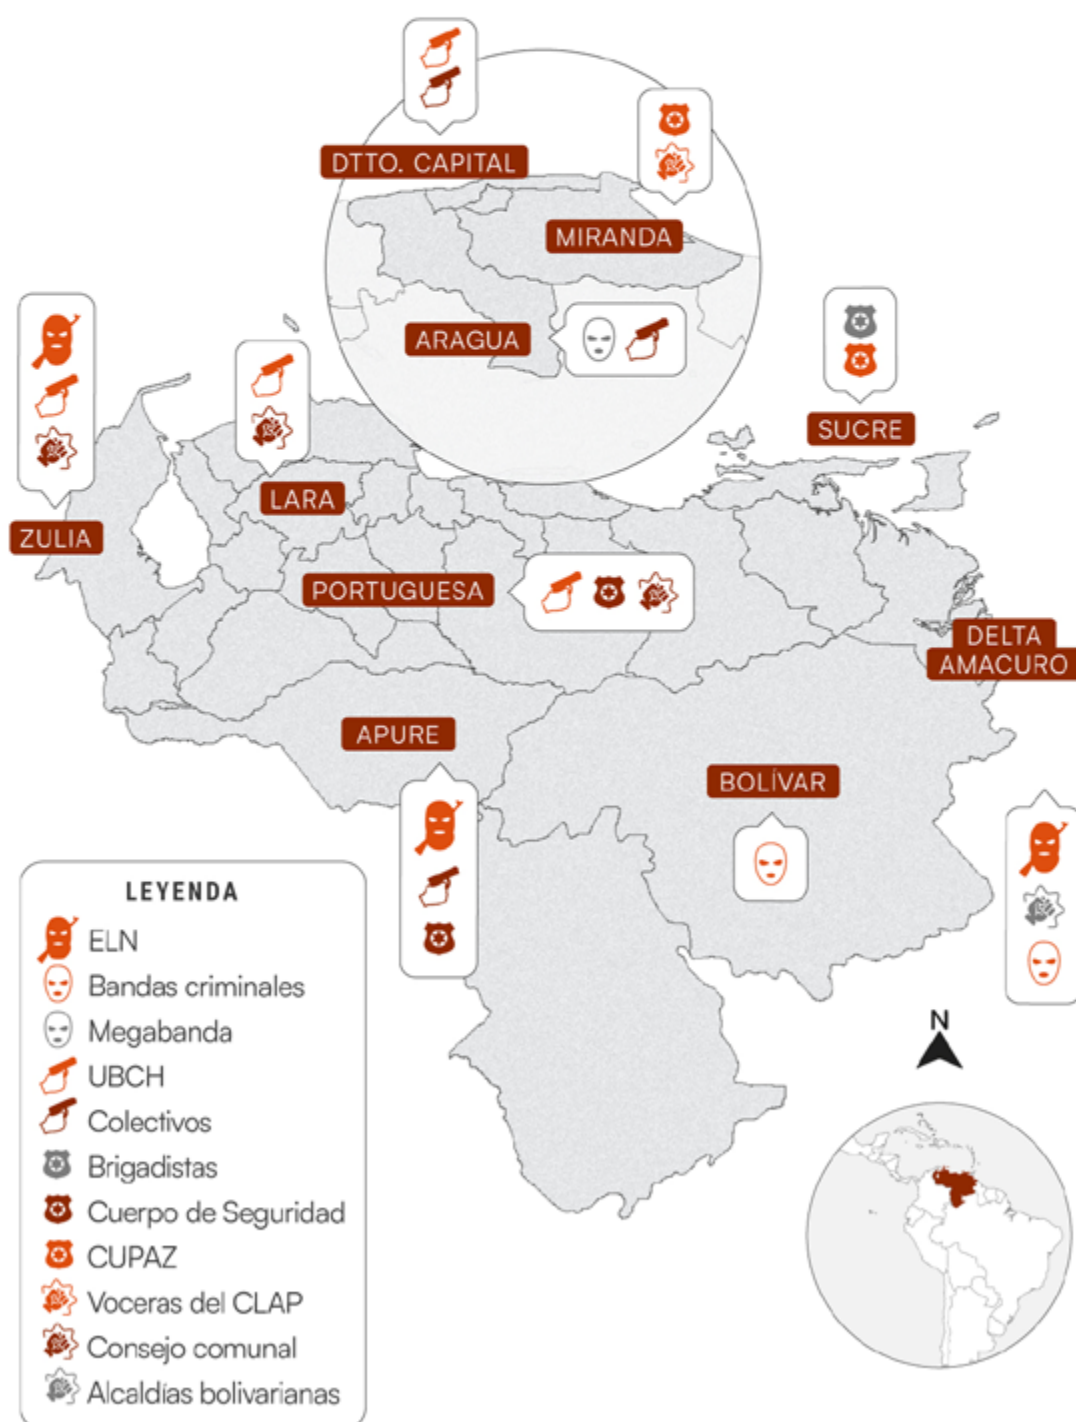 DTTO. CAPITAL
MIRANDA
ARAGUA
SUCRE
LARA
ZULIA
PORTUGUESA
DELTA
AMACURO
APURE
BOLÍVAR
LEYENDA
ELN
Bandas criminales
Megabanda
UBCH
Colectivos
Brigadistas
Cuerpo de Seguridad
CUPAZ
Voceras del CLAP
Consejo comunal
Alcaldías bolivarianas
N